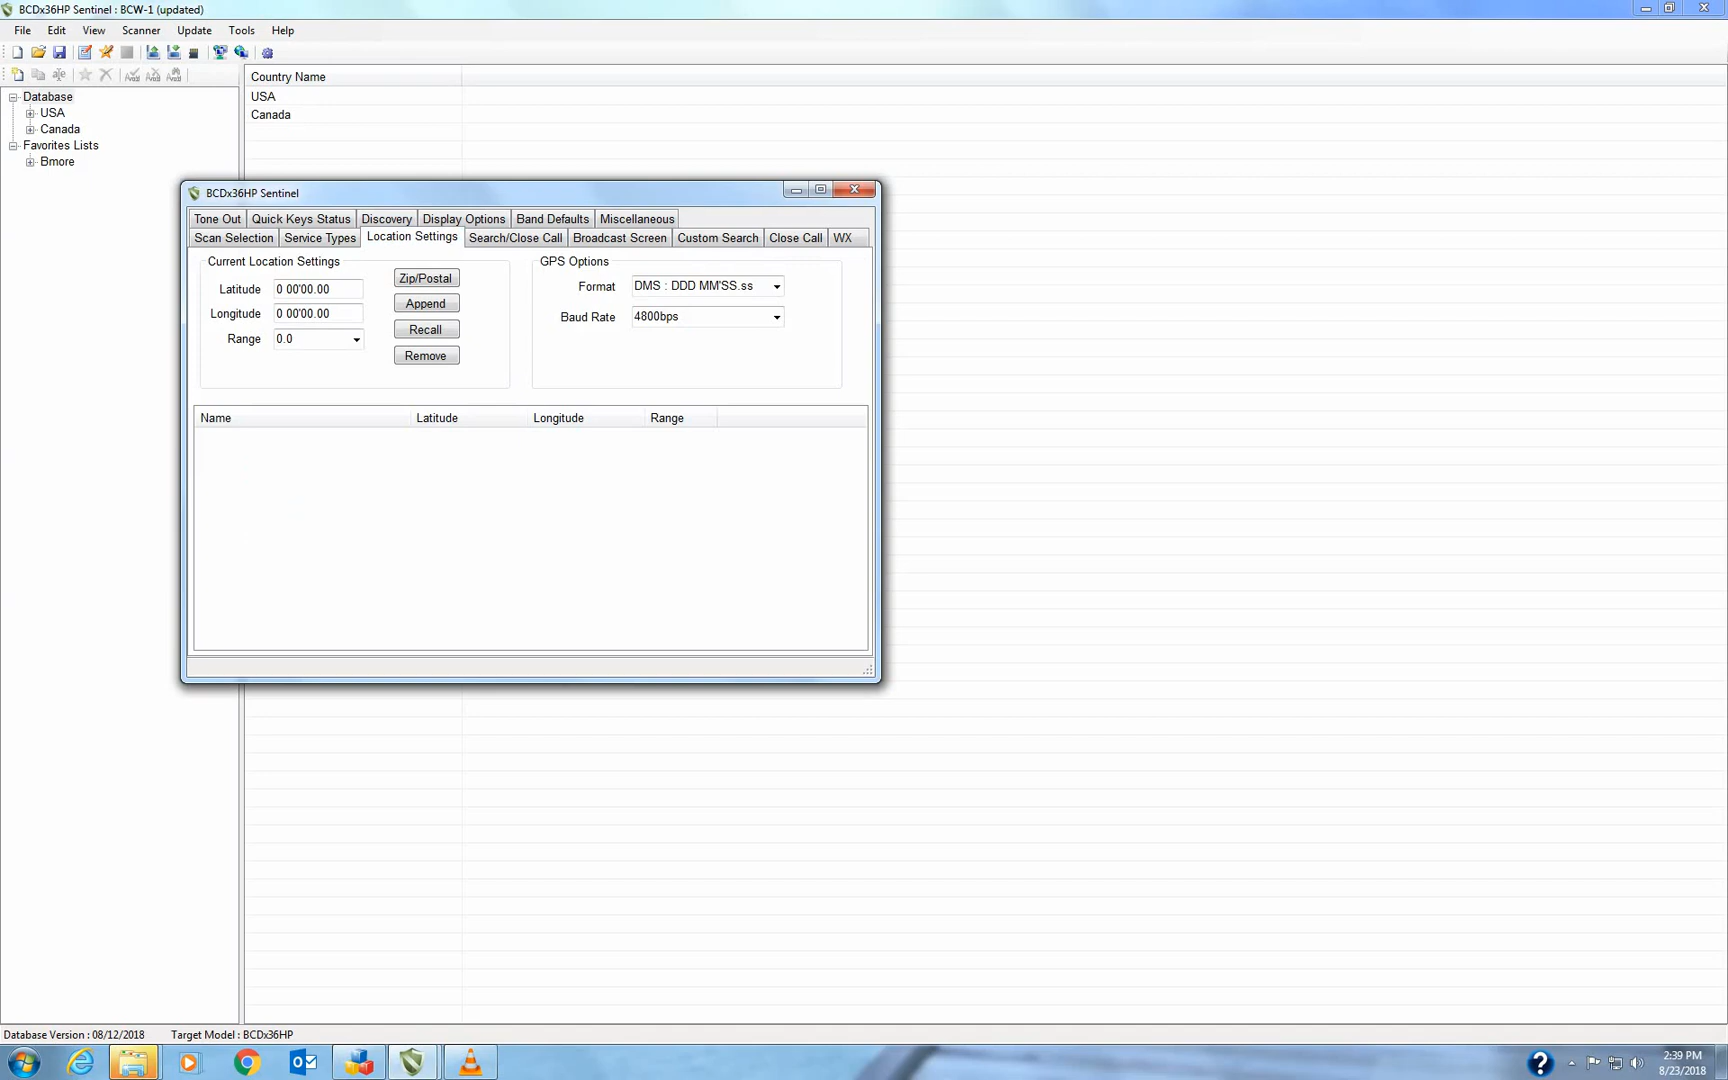 BCDx36HP Sentinel : BCW-1 (updated)
File Edit View Scanner Update Tools Help
Country Name
Database
USA
Canada
Favorites Lists
Bmore
USA
Canada
BCDx36HP Sentinel
Tone Out Quick Keys Status Discovery Display Options Band Defaults Miscellaneous
Scan Selection Service Types Location Settings Search/Close Call Broadcast Screen Custom Search Close Call WX
Current Location Settings
Latitude 0 00'00.00
Longitude 0 00'00.00
Range 0.0
Zip/Postal
Append
Recall
Remove
GPS Options
Format DMS : DDD MM'SS.ss
Baud Rate 4800bps
Name Latitude Longitude Range
Database Version : 08/12/2018 Target Model : BCDx36HP
2:39 PM
8/23/2018